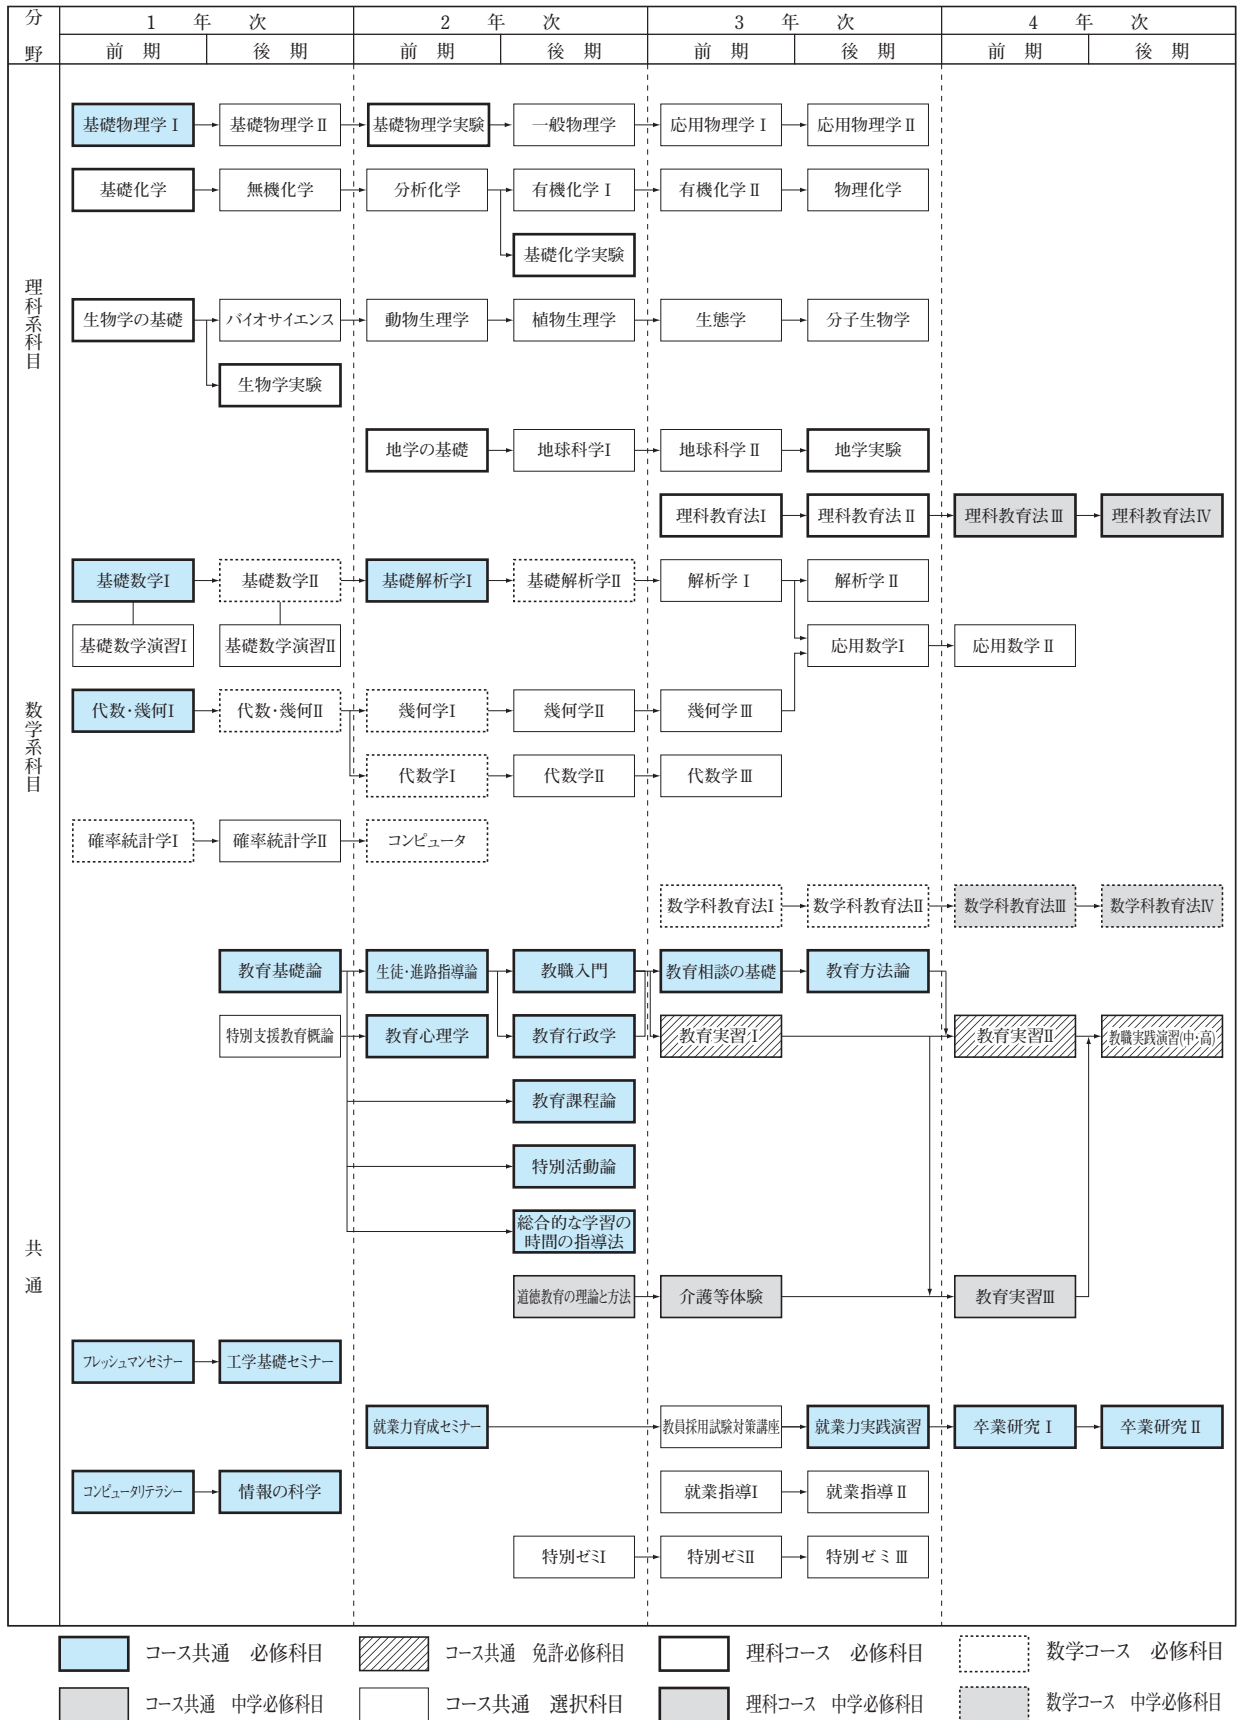 分野
1 年 次
2 年 次
3 年 次
4 年 次
前 期
後 期
前 期
後 期
前 期
後 期
前 期
後 期
理科系科目
基礎物理学Ⅰ
基礎物理学Ⅱ
基礎物理学実験
一般物理学
応用物理学Ⅰ
応用物理学Ⅱ
基礎化学
無機化学
分析化学
有機化学Ⅰ
有機化学Ⅱ
物理化学
基礎化学実験
生物学の基礎
バイオサイエンス
動物生理学
植物生理学
生態学
分子生物学
生物学実験
地学の基礎
地球科学Ⅰ
地球科学Ⅱ
地学実験
理科教育法Ⅰ
理科教育法Ⅱ
理科教育法Ⅲ
理科教育法Ⅳ
数学系科目
基礎数学Ⅰ
基礎数学Ⅱ
基礎解析学Ⅰ
基礎解析学Ⅱ
解析学Ⅰ
解析学Ⅱ
基礎数学演習Ⅰ
基礎数学演習Ⅱ
応用数学Ⅰ
応用数学Ⅱ
代数・幾何Ⅰ
代数・幾何Ⅱ
幾何学Ⅰ
幾何学Ⅱ
幾何学Ⅲ
代数学Ⅰ
代数学Ⅱ
代数学Ⅲ
確率統計学Ⅰ
確率統計学Ⅱ
コンピュータ
数学科教育法Ⅰ
数学科教育法Ⅱ
数学科教育法Ⅲ
数学科教育法Ⅳ
共通
教育基礎論
生徒・進路指導論
教職入門
教育相談の基礎
教育方法論
特別支援教育概論
教育心理学
教育行政学
教育実習Ⅰ
教育実習Ⅱ
教職実践演習(中・高)
教育課程論
特別活動論
総合的な学習の
時間の指導法
道徳教育の理論と方法
介護等体験
教育実習Ⅲ
フレッシュマンセミナー
工学基礎セミナー
就業力育成セミナー
教員採用試験対策講座
就業力実践演習
卒業研究Ⅰ
卒業研究Ⅱ
コンピュータリテラシー
情報の科学
就業指導Ⅰ
就業指導Ⅱ
特別ゼミⅠ
特別ゼミⅡ
特別ゼミⅢ
コース共通 必修科目
コース共通 免許必修科目
理科コース 必修科目
数学コース 必修科目
コース共通 中学必修科目
コース共通 選択科目
理科コース 中学必修科目
数学コース 中学必修科目